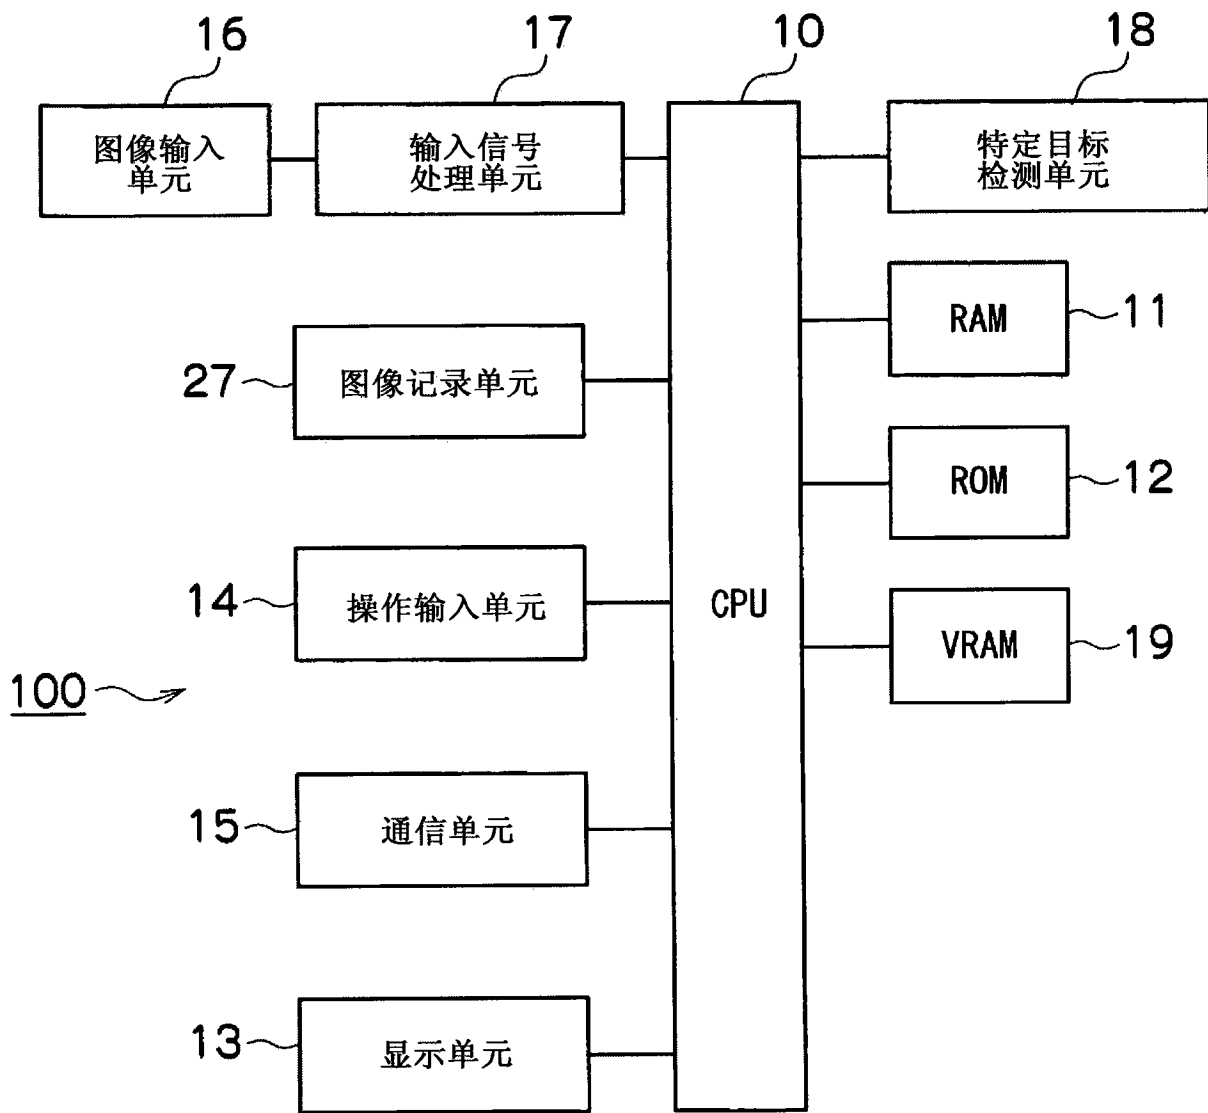 16
17
10
18
图像输入
单元
输入信号
处理单元
特定目标
检测单元
RAM
11
27
图像记录单元
ROM
12
14
操作输入单元
CPU
VRAM
19
100
15
通信单元
13
显示单元